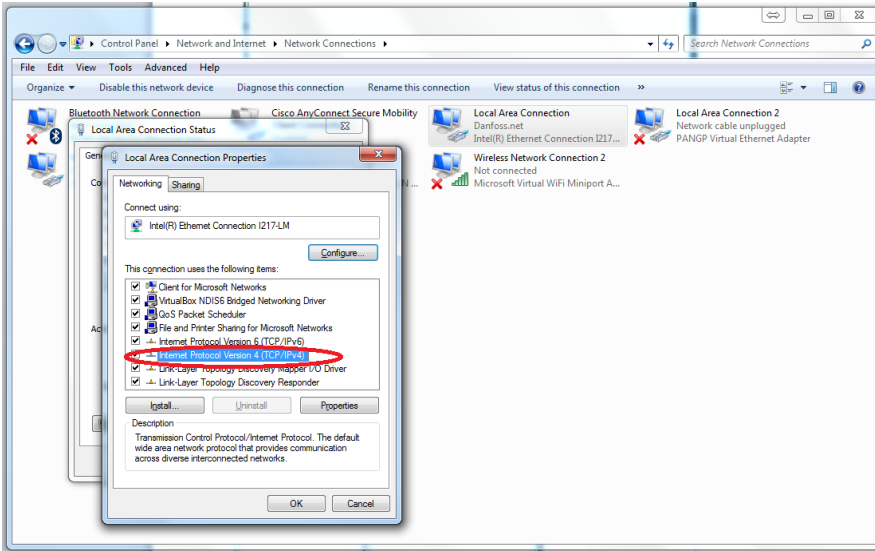 Control Panel ▸ Network and Internet ▸ Network Connections ▸
Search Network Connections
File Edit View Tools Advanced Help
Organize Disable this network device Diagnose this connection Rename this connection View status of this connection »
Bluetooth Network Connection
Cisco AnyConnect Secure Mobility
Local Area Connection
Danfoss.net
Intel(R) Ethernet Connection I217...
Local Area Connection 2
Network cable unplugged
PANGP Virtual Ethernet Adapter
Wireless Network Connection 2
Not connected
Microsoft Virtual WiFi Miniport A...
Local Area Connection Status
Gen
Co
N ...
Ac
Local Area Connection Properties
Networking Sharing
Connect using:
Intel(R) Ethernet Connection I217-LM
Configure...
This connection uses the following items:
Client for Microsoft Networks
VirtualBox NDIS6 Bridged Networking Driver
QoS Packet Scheduler
File and Printer Sharing for Microsoft Networks
Internet Protocol Version 6 (TCP/IPv6)
Internet Protocol Version 4 (TCP/IPv4)
Link-Layer Topology Discovery Mapper I/O Driver
Link-Layer Topology Discovery Responder
Install... Uninstall Properties
Description
Transmission Control Protocol/Internet Protocol. The default
wide area network protocol that provides communication
across diverse interconnected networks.
OK Cancel